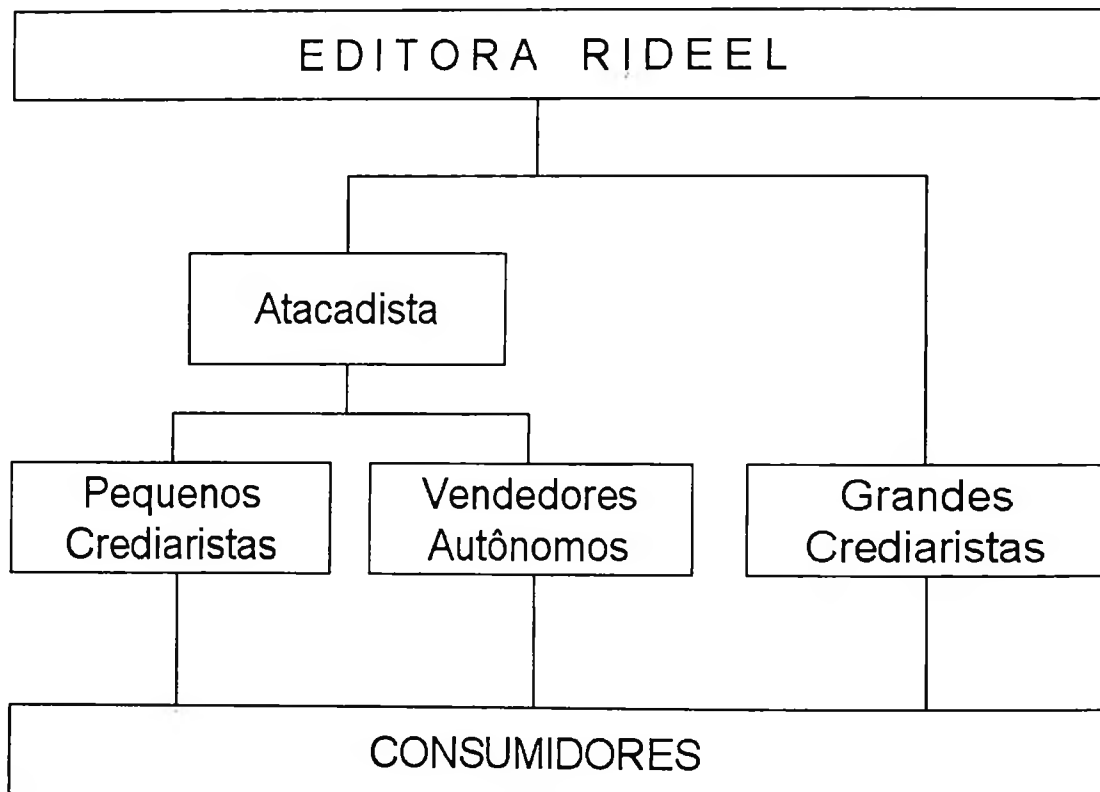 EDITORA RIDEEL
Atacadista
Pequenos
Crediaristas
Vendedores
Autônomos
Grandes
Crediaristas
CONSUMIDORES